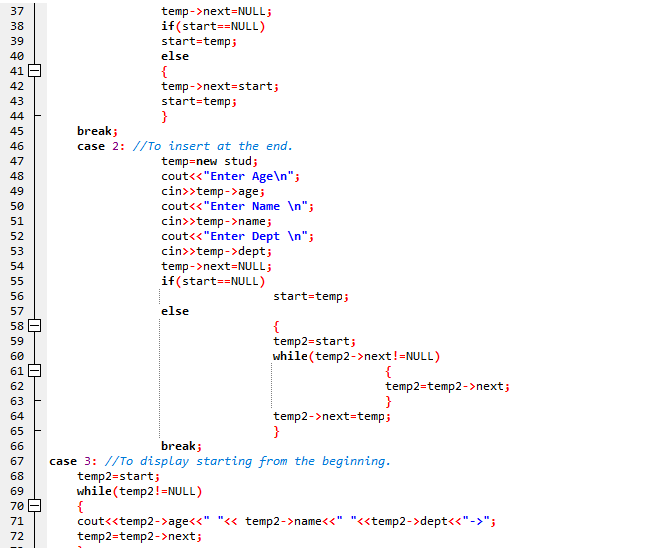 37 temp->next=NULL;
38 if(start==NULL)
39 start=temp;
40 else
41 {
42 temp->next=start;
43 start=temp;
44 }
45 break;
46 case 2: //To insert at the end.
47 temp=new stud;
48 cout<<"Enter Age\n";
49 cin>>temp->age;
50 cout<<"Enter Name \n";
51 cin>>temp->name;
52 cout<<"Enter Dept \n";
53 cin>>temp->dept;
54 temp->next=NULL;
55 if(start==NULL)
56 start=temp;
57 else
58 {
59 temp2=start;
60 while(temp2->next!=NULL)
61 {
62 temp2=temp2->next;
63 }
64 temp2->next=temp;
65 }
66 break;
67 case 3: //To display starting from the beginning.
68 temp2=start;
69 while(temp2!=NULL)
70 {
71 cout<<temp2->age<<" "<< temp2->name<<" "<<temp2->dept<<"->";
72 temp2=temp2->next;